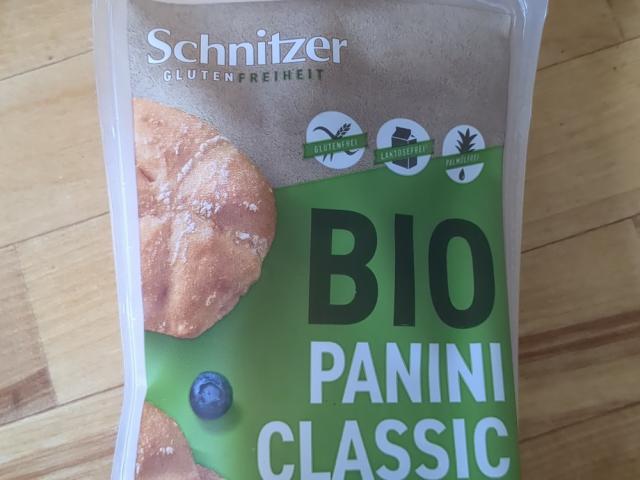 Schnitzer
GLUTENFREIHEIT
GLUTENFREI
LAKTOSEFREI
PALMÖLFREI
BIO
PANINI
CLASSIC